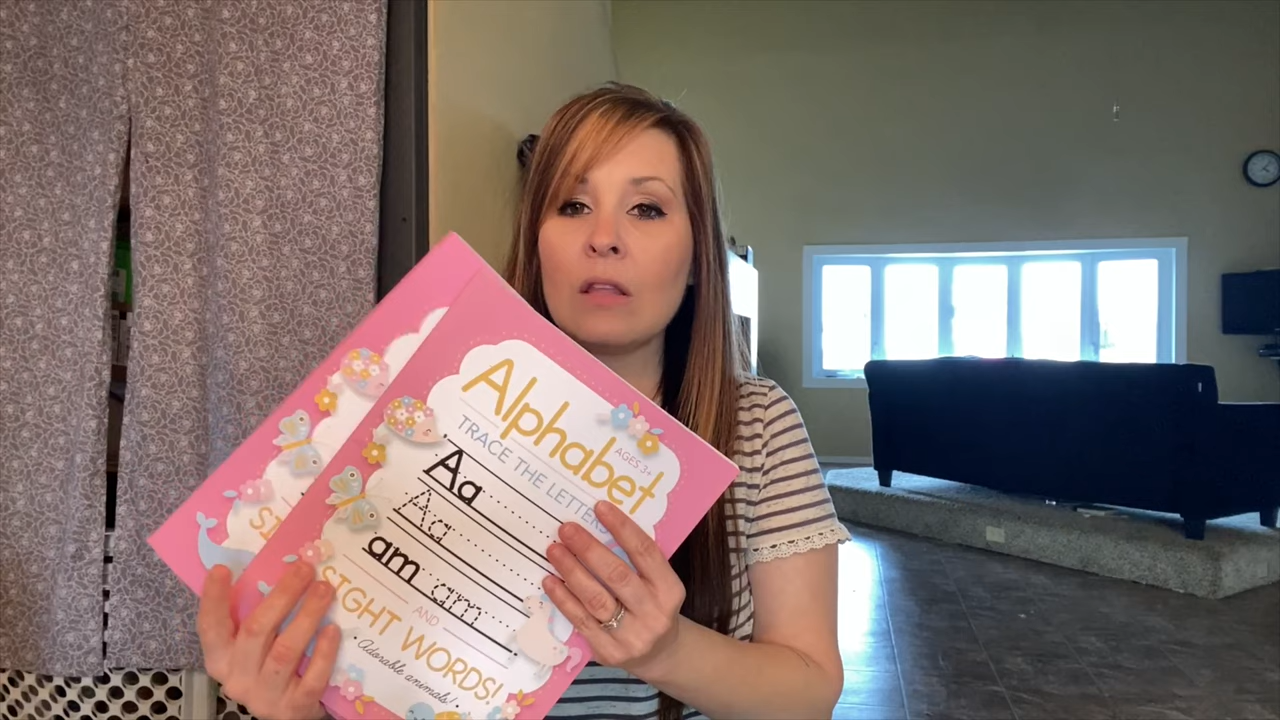 Alphabet
AGES 3+
TRACE THE LETTERS
Aa
Aa
am am
AND
SIGHT WORDS!
Adorable animals!